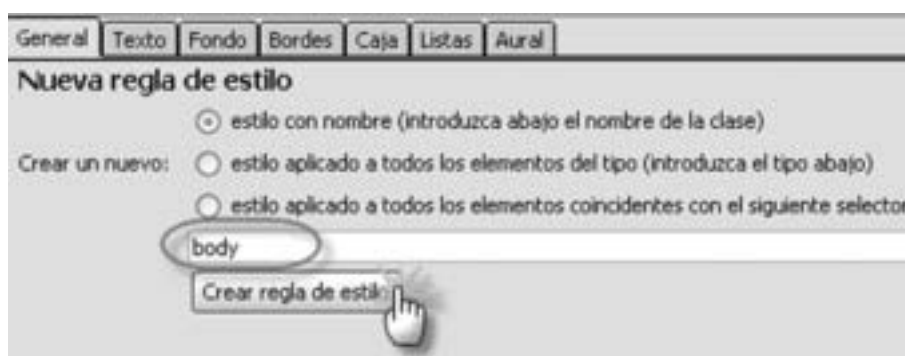 General Texto Fondo Bordes Caja Listas Aural
Nueva regla de estilo
estilo con nombre (introduzca abajo el nombre de la clase)
Crear un nuevo: estilo aplicado a todos los elementos del tipo (introduzca el tipo abajo)
estilo aplicado a todos los elementos coincidentes con el siguiente selector
body
Crear regla de estilo